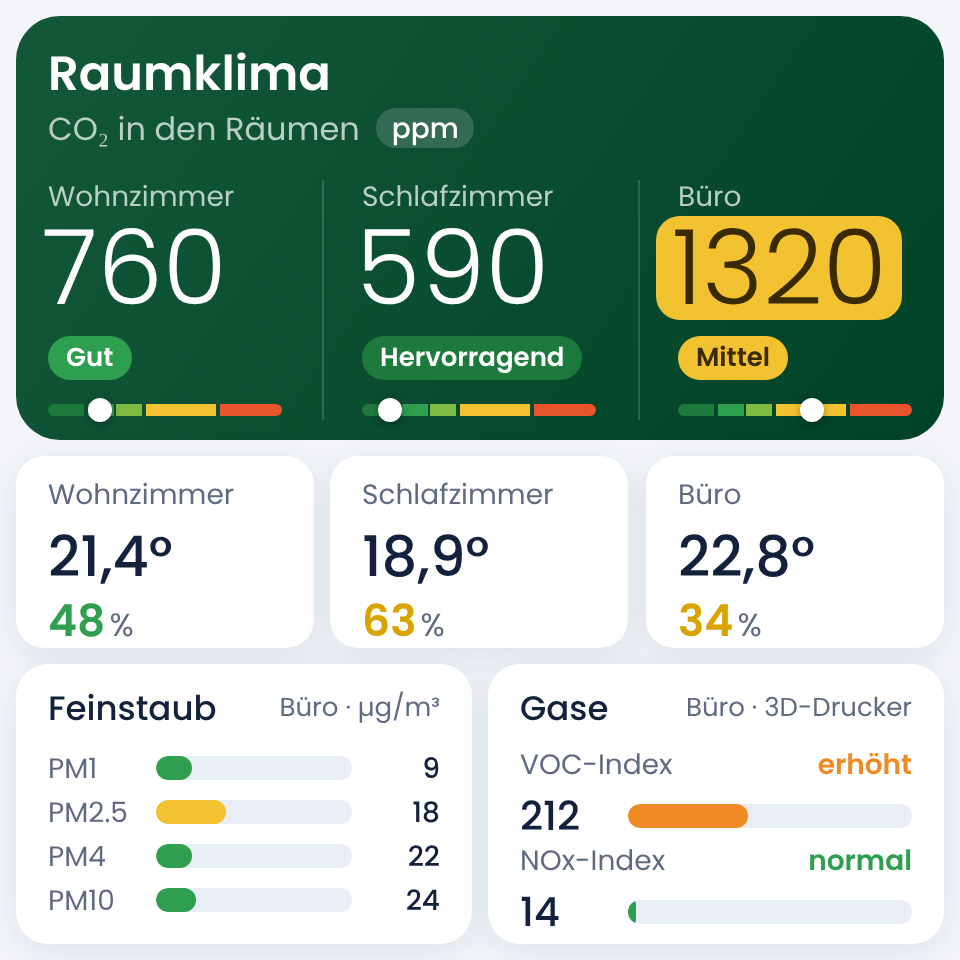 Raumklima
CO₂ in den Räumen ppm
Wohnzimmer Schlafzimmer Büro
760 590 1320
Gut Hervorragend Mittel
Wohnzimmer Schlafzimmer Büro
21,4° 18,9° 22,8°
48 % 63 % 34 %
Feinstaub Büro · µg/m³
PM1 9
PM2.5 18
PM4 22
PM10 24
Gase Büro · 3D-Drucker
VOC-Index erhöht
212
NOx-Index normal
14